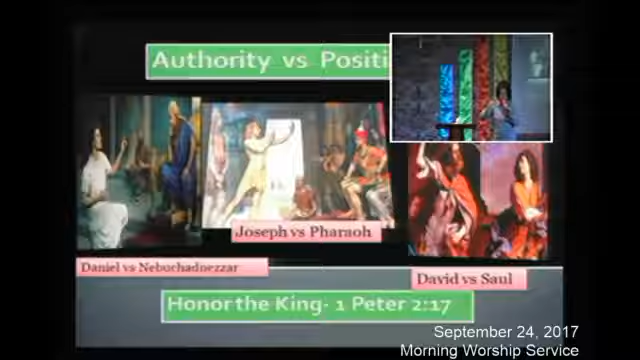 Authority vs Positi
Joseph vs Pharaoh
Daniel vs Nebuchadnezzar
David vs Saul
Honor the King- 1 Peter 2:17
September 24, 2017
Morning Worship Service